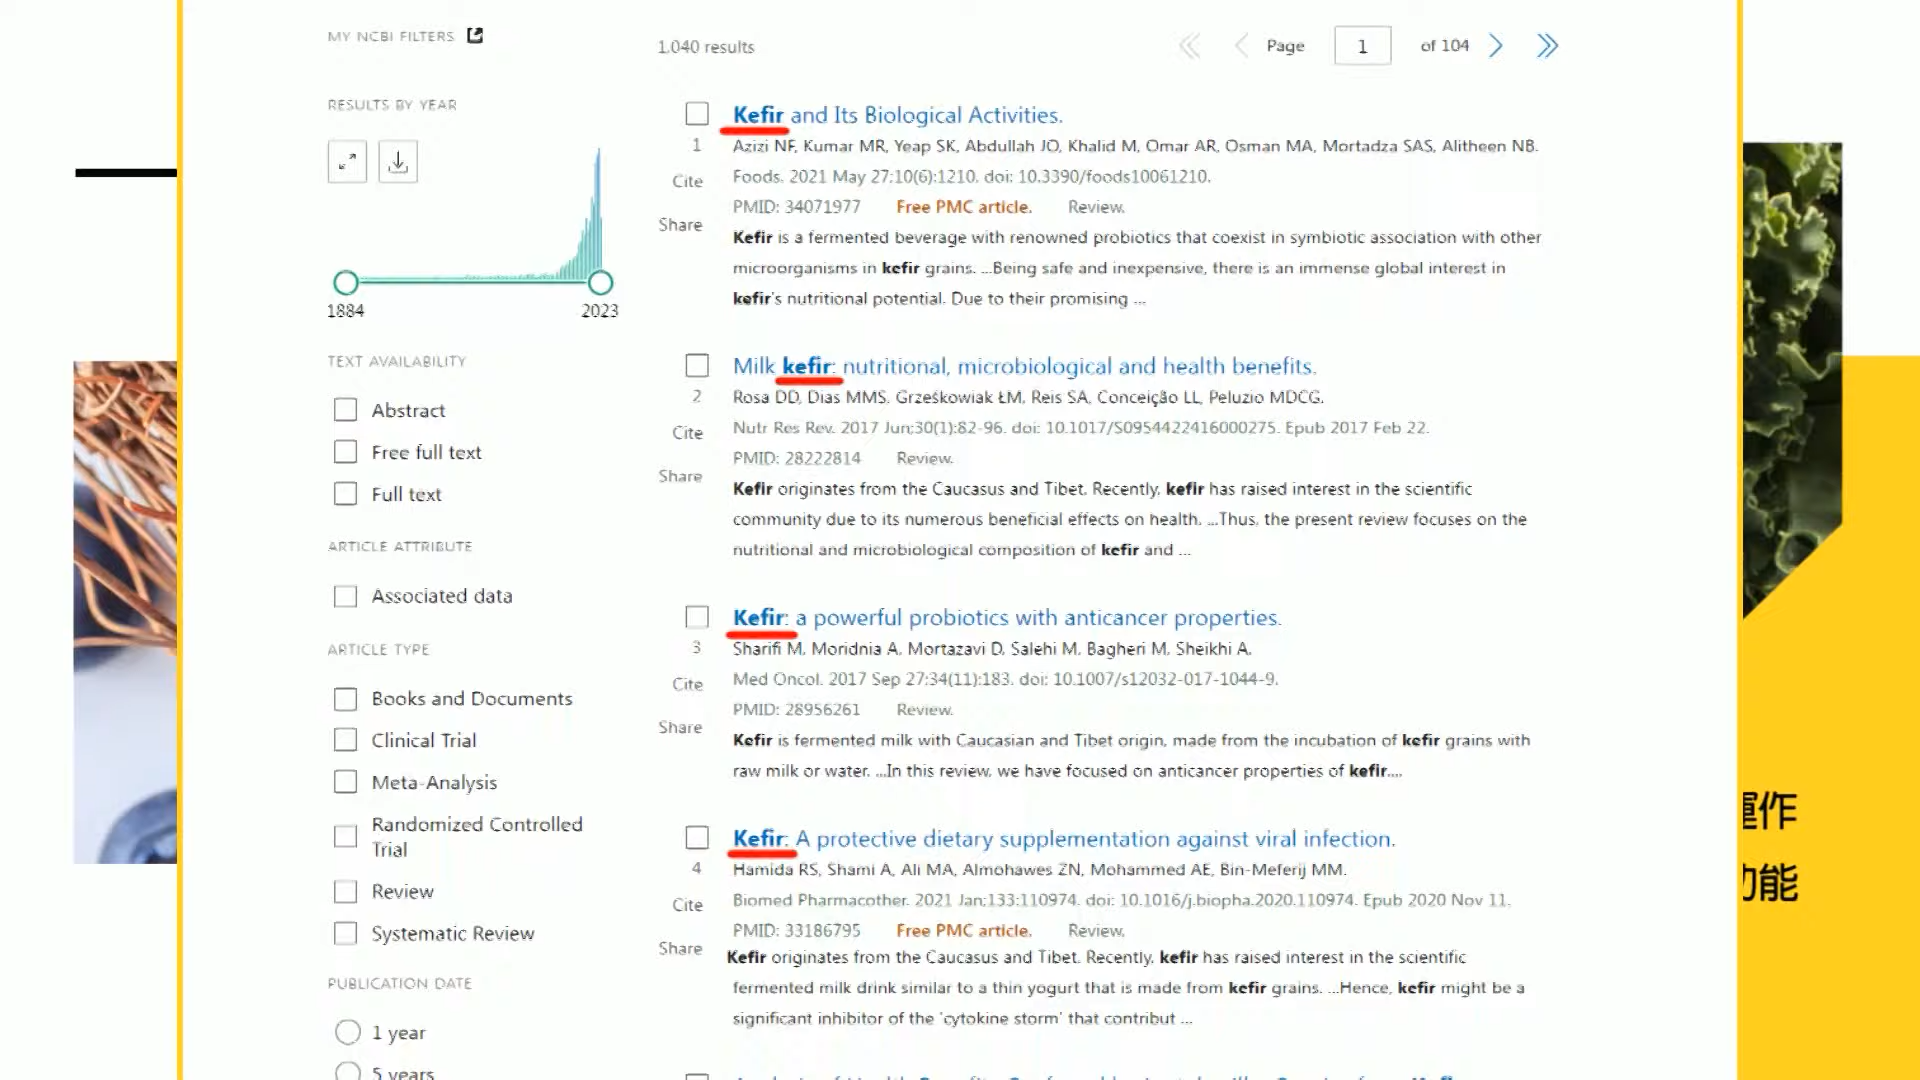 MY NCBI FILTERS
1,040 results
Page 1 of 104
RESULTS BY YEAR
1884 2023
TEXT AVAILABILITY
Abstract
Free full text
Full text
ARTICLE ATTRIBUTE
Associated data
ARTICLE TYPE
Books and Documents
Clinical Trial
Meta-Analysis
Randomized Controlled
Trial
Review
Systematic Review
PUBLICATION DATE
1 year
5 years
Kefir and Its Biological Activities.
1
Cite
Share
Azizi NF, Kumar MR, Yeap SK, Abdullah JO, Khalid M, Omar AR, Osman MA, Mortadza SAS, Alitheen NB.
Foods. 2021 May 27;10(6):1210. doi: 10.3390/foods10061210.
PMID: 34071977 Free PMC article. Review.
Kefir is a fermented beverage with renowned probiotics that coexist in symbiotic association with other
microorganisms in kefir grains. ...Being safe and inexpensive, there is an immense global interest in
kefir's nutritional potential. Due to their promising ...
Milk kefir: nutritional, microbiological and health benefits.
2
Cite
Share
Rosa DD, Dias MMS, Grześkowiak ŁM, Reis SA, Conceição LL, Peluzio MDCG.
Nutr Res Rev. 2017 Jun;30(1):82-96. doi: 10.1017/S0954422416000275. Epub 2017 Feb 22.
PMID: 28222814 Review.
Kefir originates from the Caucasus and Tibet. Recently, kefir has raised interest in the scientific
community due to its numerous beneficial effects on health. ...Thus, the present review focuses on the
nutritional and microbiological composition of kefir and ...
Kefir: a powerful probiotics with anticancer properties.
3
Cite
Share
Sharifi M, Moridnia A, Mortazavi D, Salehi M, Bagheri M, Sheikhi A.
Med Oncol. 2017 Sep 27;34(11):183. doi: 10.1007/s12032-017-1044-9.
PMID: 28956261 Review.
Kefir is fermented milk with Caucasian and Tibet origin, made from the incubation of kefir grains with
raw milk or water. ...In this review, we have focused on anticancer properties of kefir....
Kefir: A protective dietary supplementation against viral infection.
4
Cite
Share
Hamida RS, Shami A, Ali MA, Almohawes ZN, Mohammed AE, Bin-Meferij MM.
Biomed Pharmacother. 2021 Jan;133:110974. doi: 10.1016/j.biopha.2020.110974. Epub 2020 Nov 11.
PMID: 33186795 Free PMC article. Review.
Kefir originates from the Caucasus and Tibet. Recently, kefir has raised interest in the scientific
fermented milk drink similar to a thin yogurt that is made from kefir grains. ...Hence, kefir might be a
significant inhibitor of the 'cytokine storm' that contribut ...
運作
功能